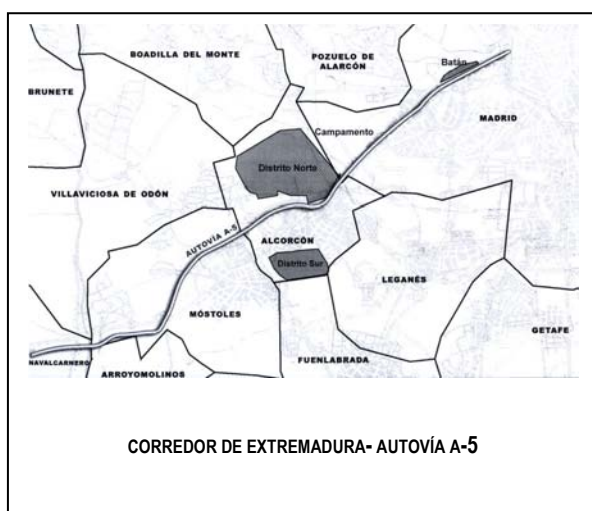 BOADILLA DEL MONTE
POZUELO DE
ALARCÓN
Batán
BRUNETE
MADRID
Campamento
Distrito Norte
VILLAVICIOSA DE ODÓN
AUTOVÍA A-5
ALCORCÓN
Distrito Sur
LEGANÉS
MÓSTOLES
GETAFE
NAVALCARNERO
FUENLABRADA
ARROYOMOLINOS
CORREDOR DE EXTREMADURA- AUTOVÍA A-5